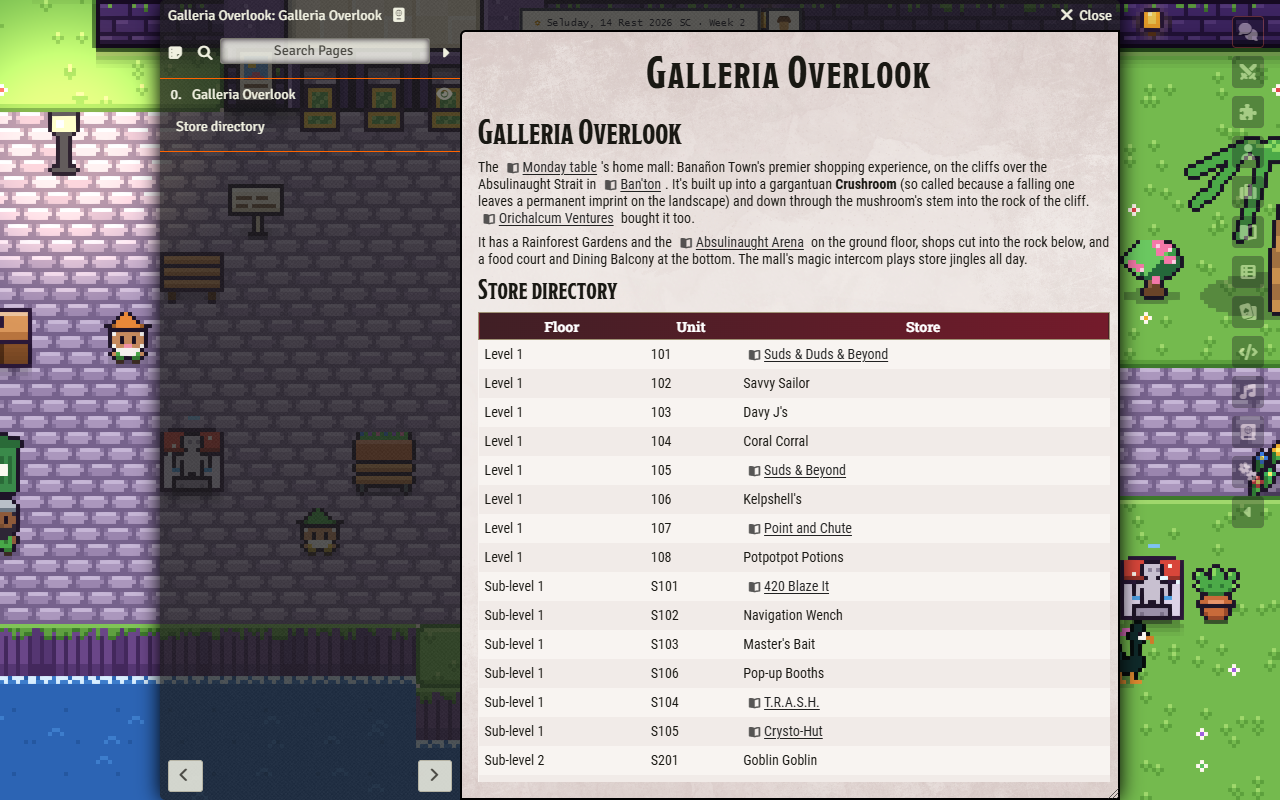 Galleria Overlook: Galleria Overlook
Seluday, 14 Rest 2026 SC · Week 2
Close
Search Pages
0. Galleria Overlook
Store directory
Galleria Overlook
Galleria Overlook
The Monday table 's home mall: Banañon Town's premier shopping experience, on the cliffs over the
Absulinaught Strait in Ban'ton . It's built up into a gargantuan Crushroom (so called because a falling one
leaves a permanent imprint on the landscape) and down through the mushroom's stem into the rock of the cliff.
Orichalcum Ventures bought it too.
It has a Rainforest Gardens and the Absulinaught Arena on the ground floor, shops cut into the rock below, and
a food court and Dining Balcony at the bottom. The mall's magic intercom plays store jingles all day.
Store directory
Floor Unit Store
Level 1 101 Suds & Duds & Beyond
Level 1 102 Savvy Sailor
Level 1 103 Davy J's
Level 1 104 Coral Corral
Level 1 105 Suds & Beyond
Level 1 106 Kelpshell's
Level 1 107 Point and Chute
Level 1 108 Potpotpot Potions
Sub-level 1 S101 420 Blaze It
Sub-level 1 S102 Navigation Wench
Sub-level 1 S103 Master's Bait
Sub-level 1 S106 Pop-up Booths
Sub-level 1 S104 T.R.A.S.H.
Sub-level 1 S105 Crysto-Hut
Sub-level 2 S201 Goblin Goblin